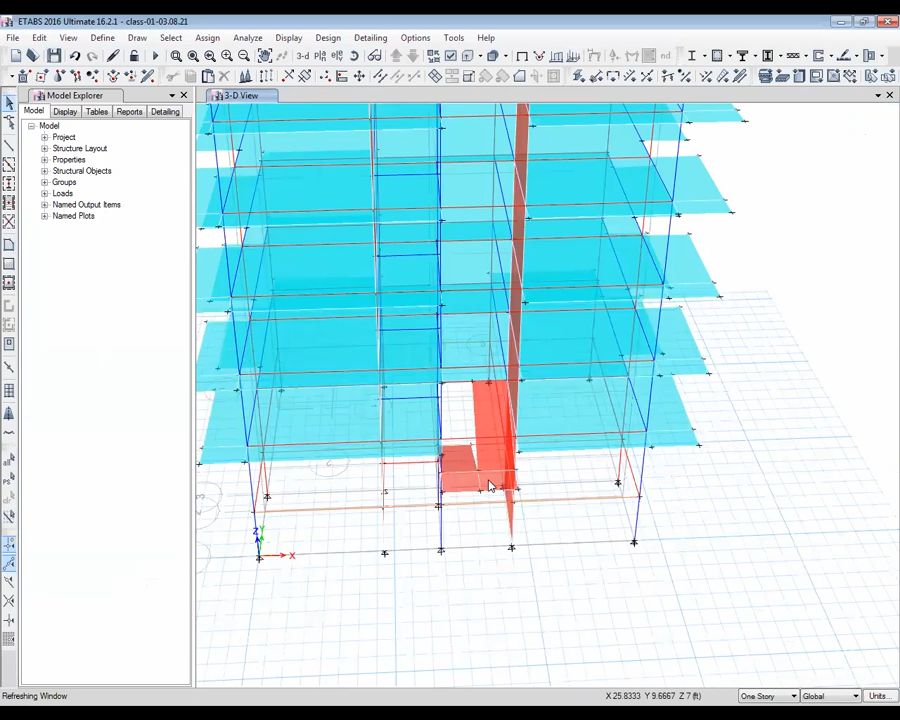 ETABS 2016 Ultimate 16.2.1 - class-01-03.08.21
File Edit View Define Draw Select Assign Analyze Display Design Detailing Options Tools Help
3-d
nd
Model Explorer
3-D View
Model Display Tables Reports Detailing
Model
Project
Structure Layout
Properties
Structural Objects
Groups
Loads
Named Output Items
Named Plots
Z
Y
X
Refreshing Window
X 25.8333 Y 9.6667 Z 7 (ft)
One Story
Global
Units...